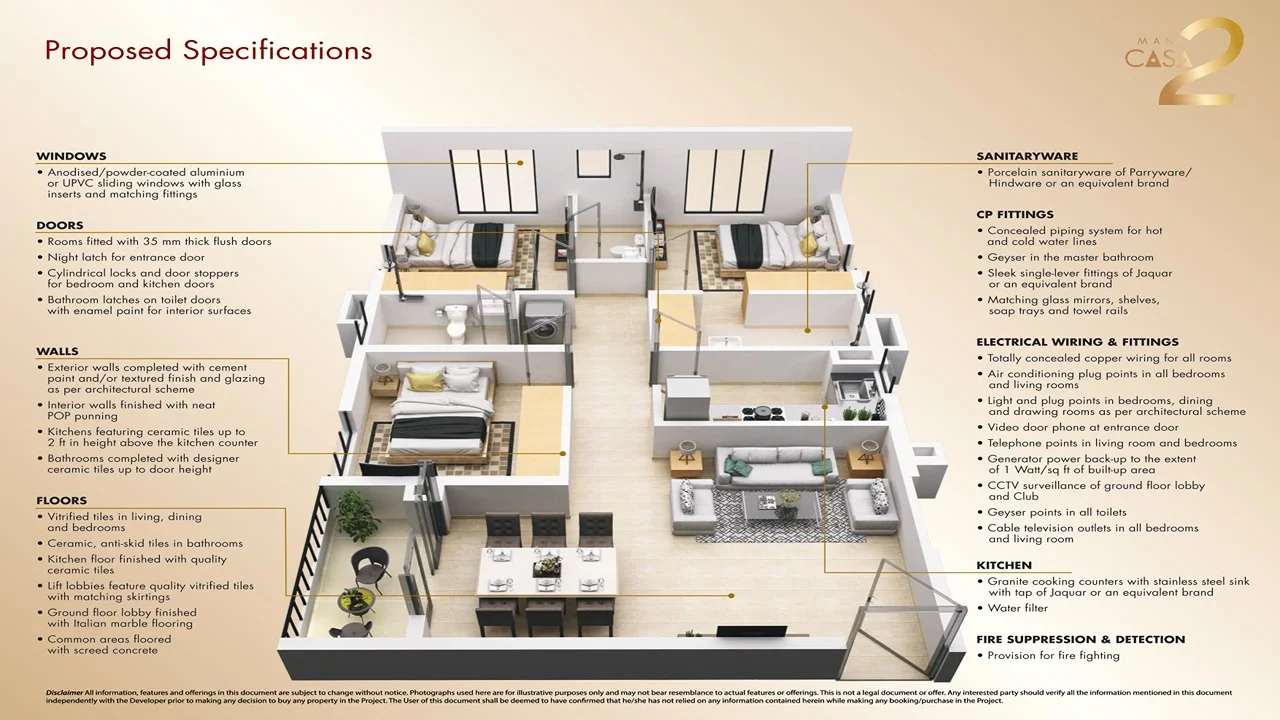 Proposed Specifications
MAN
CASA
2
WINDOWS
• Anodised/powder-coated aluminium
or UPVC sliding windows with glass
inserts and matching fittings
DOORS
• Rooms fitted with 35 mm thick flush doors
• Night latch for entrance door
• Cylindrical locks and door stoppers
for bedroom and kitchen doors
• Bathroom latches on toilet doors
with enamel paint for interior surfaces
WALLS
• Exterior walls completed with cement
paint and/or textured finish and glazing
as per architectural scheme
• Interior walls finished with neat
POP punning
• Kitchens featuring ceramic tiles up to
2 ft in height above the kitchen counter
• Bathrooms completed with designer
ceramic tiles up to door height
FLOORS
• Vitrified tiles in living, dining
and bedrooms
• Ceramic, anti-skid tiles in bathrooms
• Kitchen floor finished with quality
ceramic tiles
• Lift lobbies feature quality vitrified tiles
with matching skirtings
• Ground floor lobby finished
with Italian marble flooring
• Common areas floored
with screed concrete
SANITARYWARE
• Porcelain sanitaryware of Parryware/
Hindware or an equivalent brand
CP FITTINGS
• Concealed piping system for hot
and cold water lines
• Geyser in the master bathroom
• Sleek single-lever fittings of Jaquar
or an equivalent brand
• Matching glass mirrors, shelves,
soap trays and towel rails
ELECTRICAL WIRING & FITTINGS
• Totally concealed copper wiring for all rooms
• Air conditioning plug points in all bedrooms
and living rooms
• Light and plug points in bedrooms, dining
and drawing rooms as per architectural scheme
• Video door phone at entrance door
• Telephone points in living room and bedrooms
• Generator power back-up to the extent
of 1 Watt/sq ft of built-up area
• CCTV surveillance of ground floor lobby
and Club
• Geyser points in all toilets
• Cable television outlets in all bedrooms
and living room
KITCHEN
• Granite cooking counters with stainless steel sink
with tap of Jaquar or an equivalent brand
• Water filter
FIRE SUPPRESSION & DETECTION
• Provision for fire fighting
Disclaimer All information, features and offerings in this document are subject to change without notice. Photographs used here are for illustrative purposes only and may not bear resemblance to actual features or offerings. This is not a legal document or offer. Any interested party should verify all the information mentioned in this document
independently with the Developer prior to making any decision to buy any property in the Project. The User of this document shall be deemed to have confirmed that he/she has not relied on any information contained herein while making any booking/purchase in the Project.